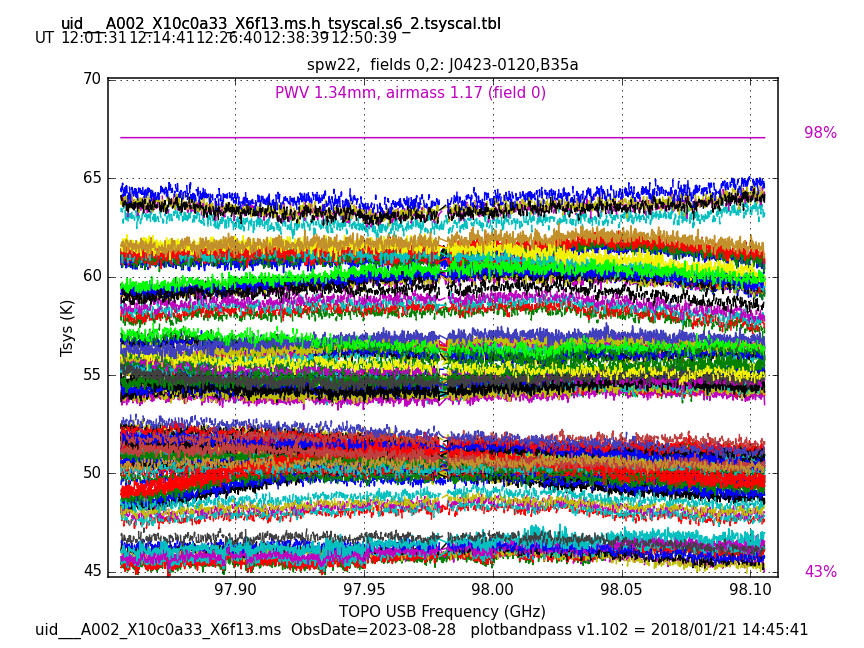 uid___A002_X10c0a33_X6f13.ms.h_tsyscal.s6_2.tsyscal.tbl
UT 12:01:31 12:14:41 12:26:40 12:38:39 12:50:39
spw22,  fields 0,2: J0423-0120,B35a
PWV 1.34mm, airmass 1.17 (field 0)
98%
70
65
60
55
50
45
Tsys (K)
43%
97.90 97.95 98.00 98.05 98.10
TOPO USB Frequency (GHz)
uid___A002_X10c0a33_X6f13.ms  ObsDate=2023-08-28   plotbandpass v1.102 = 2018/01/21 14:45:41